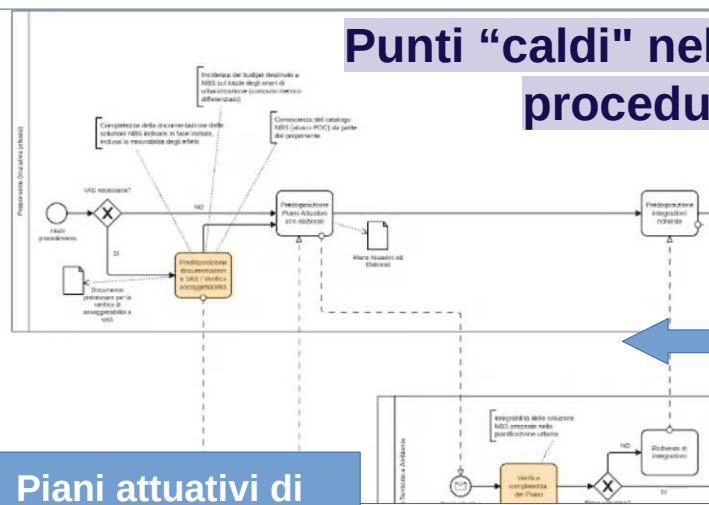 Punti “caldi" nel
procedu
Incidenza del budget destinato a
NBS sul totale degli oneri di
urbanizzazione (computo metrico
differenziato)
Completezza della documentazione delle
soluzioni NBS indicate in fase iniziale,
inclusa la misurabilità degli effetti
Conoscenza del catalogo
NBS (abaco POC) da parte
del proponente
Proponente (iniziativa privata)
VAS necessaria?
NO
SI
Inizio
procedimento
Predisposizione
Piano Attuativo
con elaborati
Predisposizione
integrazioni
richieste
Predisposizione
documentazione
x VAS / Verifica
assoggettabilità
Piano Attuativo ed
Elaborati
Documento
preliminare per la
verifica di
assoggettabilità a
VAS
Integrabilità delle soluzioni
NBS proposte nella
pianificazione urbana
Territorio e Ambiente
Verifica
completezza
del Piano
NO
Richiesta di
integrazioni
SI
Piani attuativi di